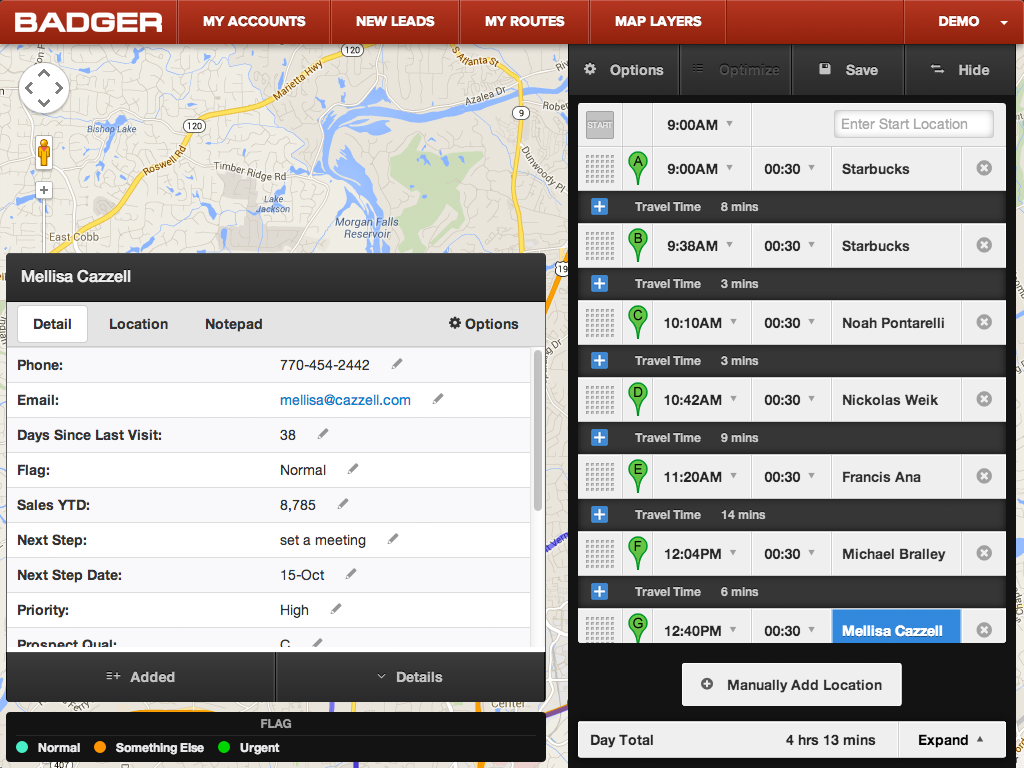 BADGER
MY ACCOUNTS
NEW LEADS
MY ROUTES
MAP LAYERS
DEMO
120
Marietta Hwy
S Atlanta St
Azalea Dr
9
120
Bishop Lake
Roswell Rd
Timber Ridge Rd
Dunwoody Pl
Lake
Jackson
Morgan Falls
Reservoir
East Cobb
19
Mellisa Cazzell
Detail
Location
Notepad
Options
Phone:
770-454-2442
Email:
mellisa@cazzell.com
Days Since Last Visit:
38
Flag:
Normal
Sales YTD:
8,785
Next Step:
set a meeting
Next Step Date:
15-Oct
Priority:
High
Prospect Qual:
C
Added
Details
Ferry
Center
FLAG
Normal
Something Else
Urgent
407
Options
Optimize
Save
Hide
START
9:00AM
Enter Start Location
A
9:00AM
00:30
Starbucks
Travel Time
8 mins
B
9:38AM
00:30
Starbucks
Travel Time
3 mins
C
10:10AM
00:30
Noah Pontarelli
Travel Time
3 mins
D
10:42AM
00:30
Nickolas Weik
Travel Time
9 mins
E
11:20AM
00:30
Francis Ana
Travel Time
14 mins
F
12:04PM
00:30
Michael Bralley
Travel Time
6 mins
G
12:40PM
00:30
Mellisa Cazzell
Manually Add Location
Day Total
4 hrs 13 mins
Expand